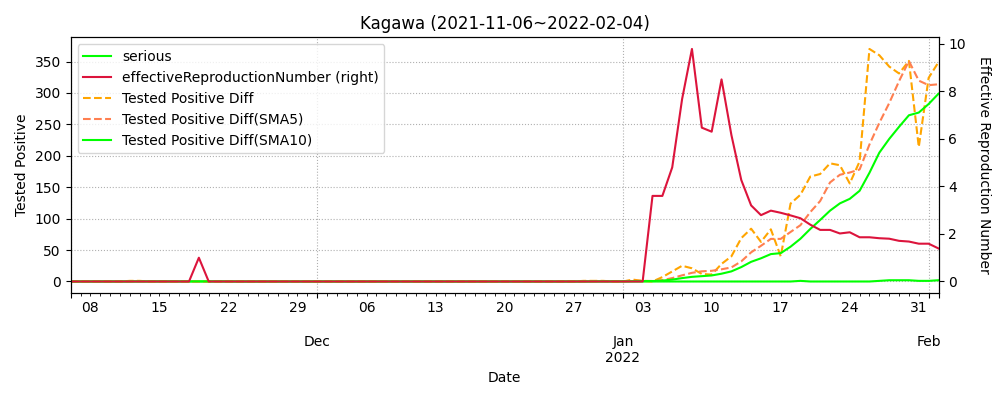 Kagawa (2021-11-06~2022-02-04)
serious
effectiveReproductionNumber (right)
Tested Positive Diff
Tested Positive Diff(SMA5)
Tested Positive Diff(SMA10)
Tested Positive
350
300
250
200
150
100
50
0
10
8
6
4
2
0
Effective Reproduction Number
08 15 22 29 06 13 20 27 03 10 17 24 31
Dec Jan Feb
2022
Date